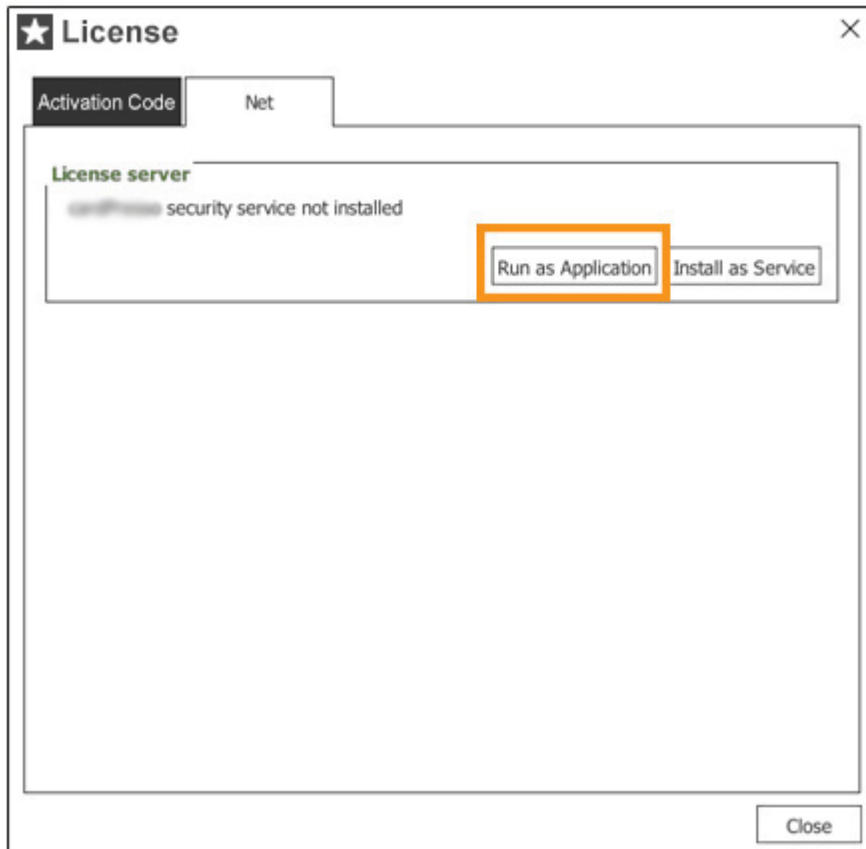 License
Activation Code Net
License server
security service not installed
Run as Application Install as Service
Close